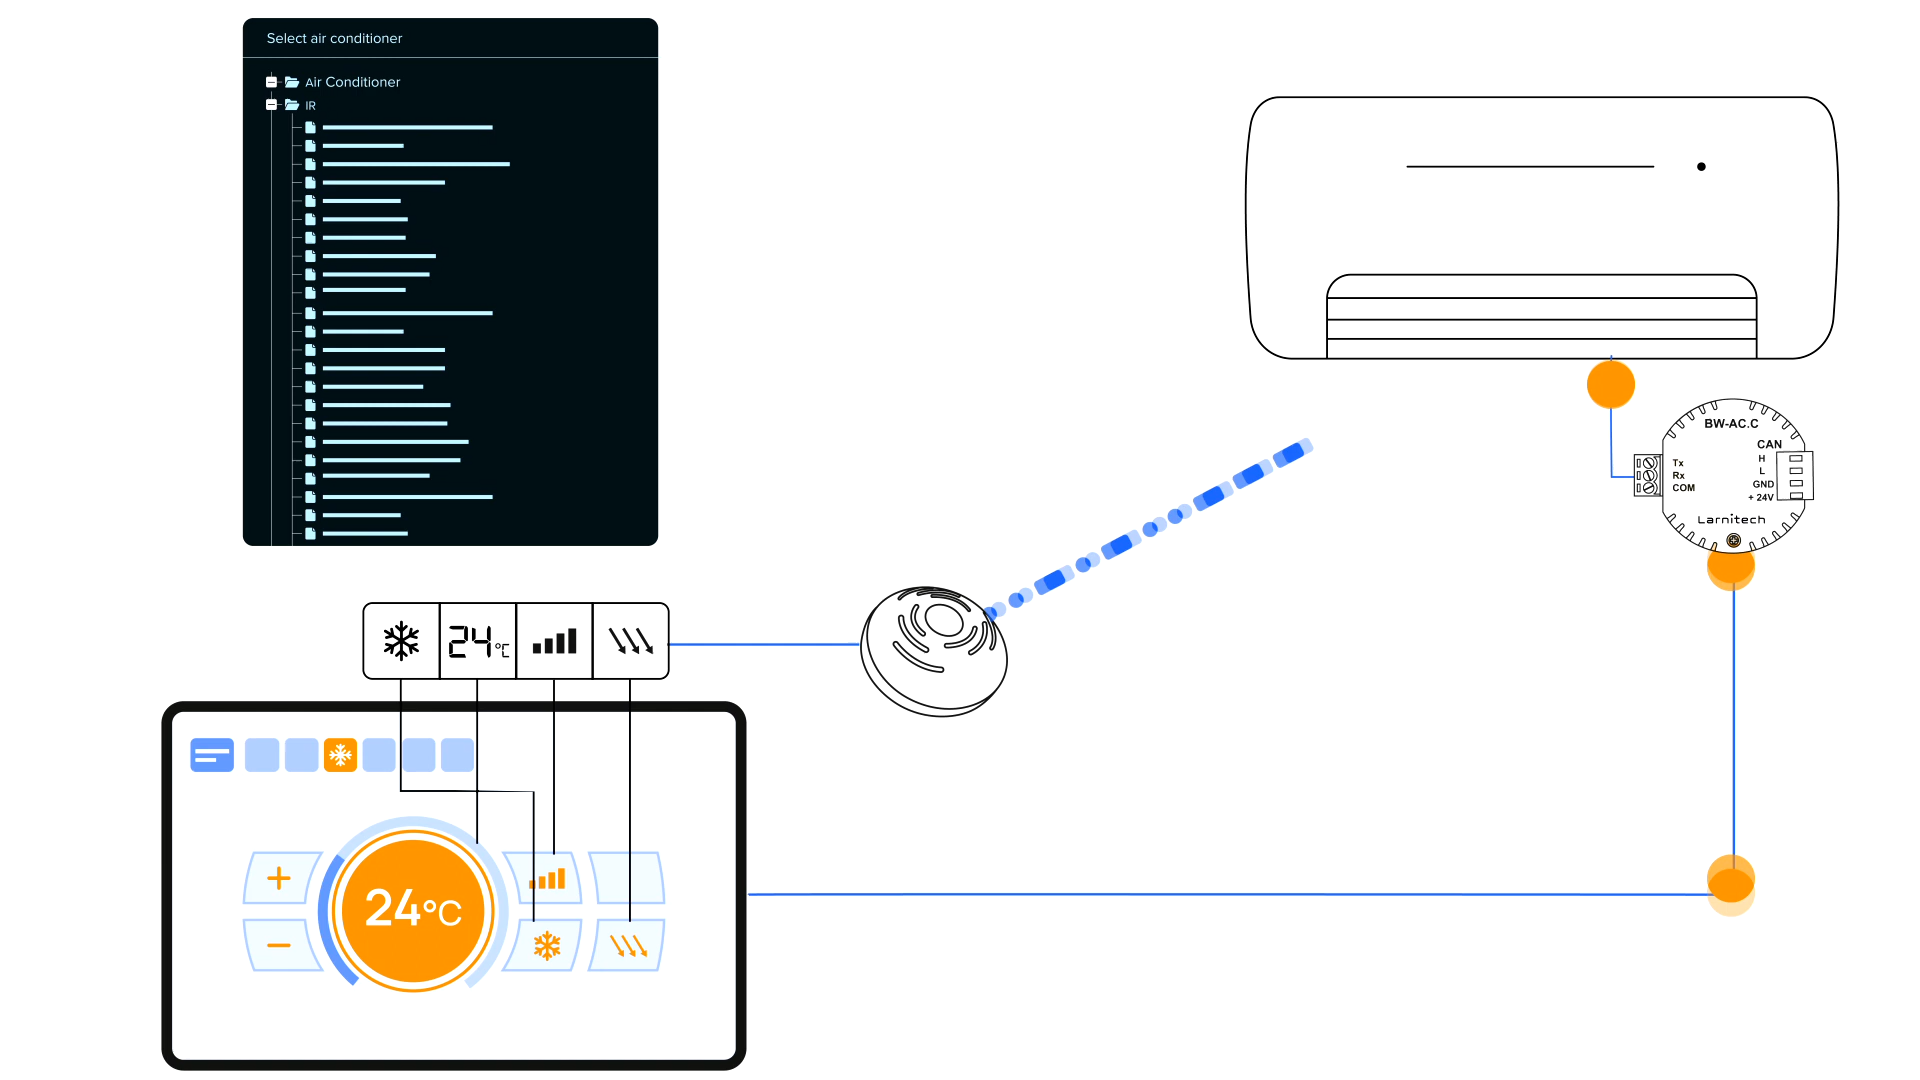 Select air conditioner
Air Conditioner
IR
BW-AC.C
CAN
H
L
GND
+ 24V
Tx
Rx
COM
Larnitech
24°C
24°C